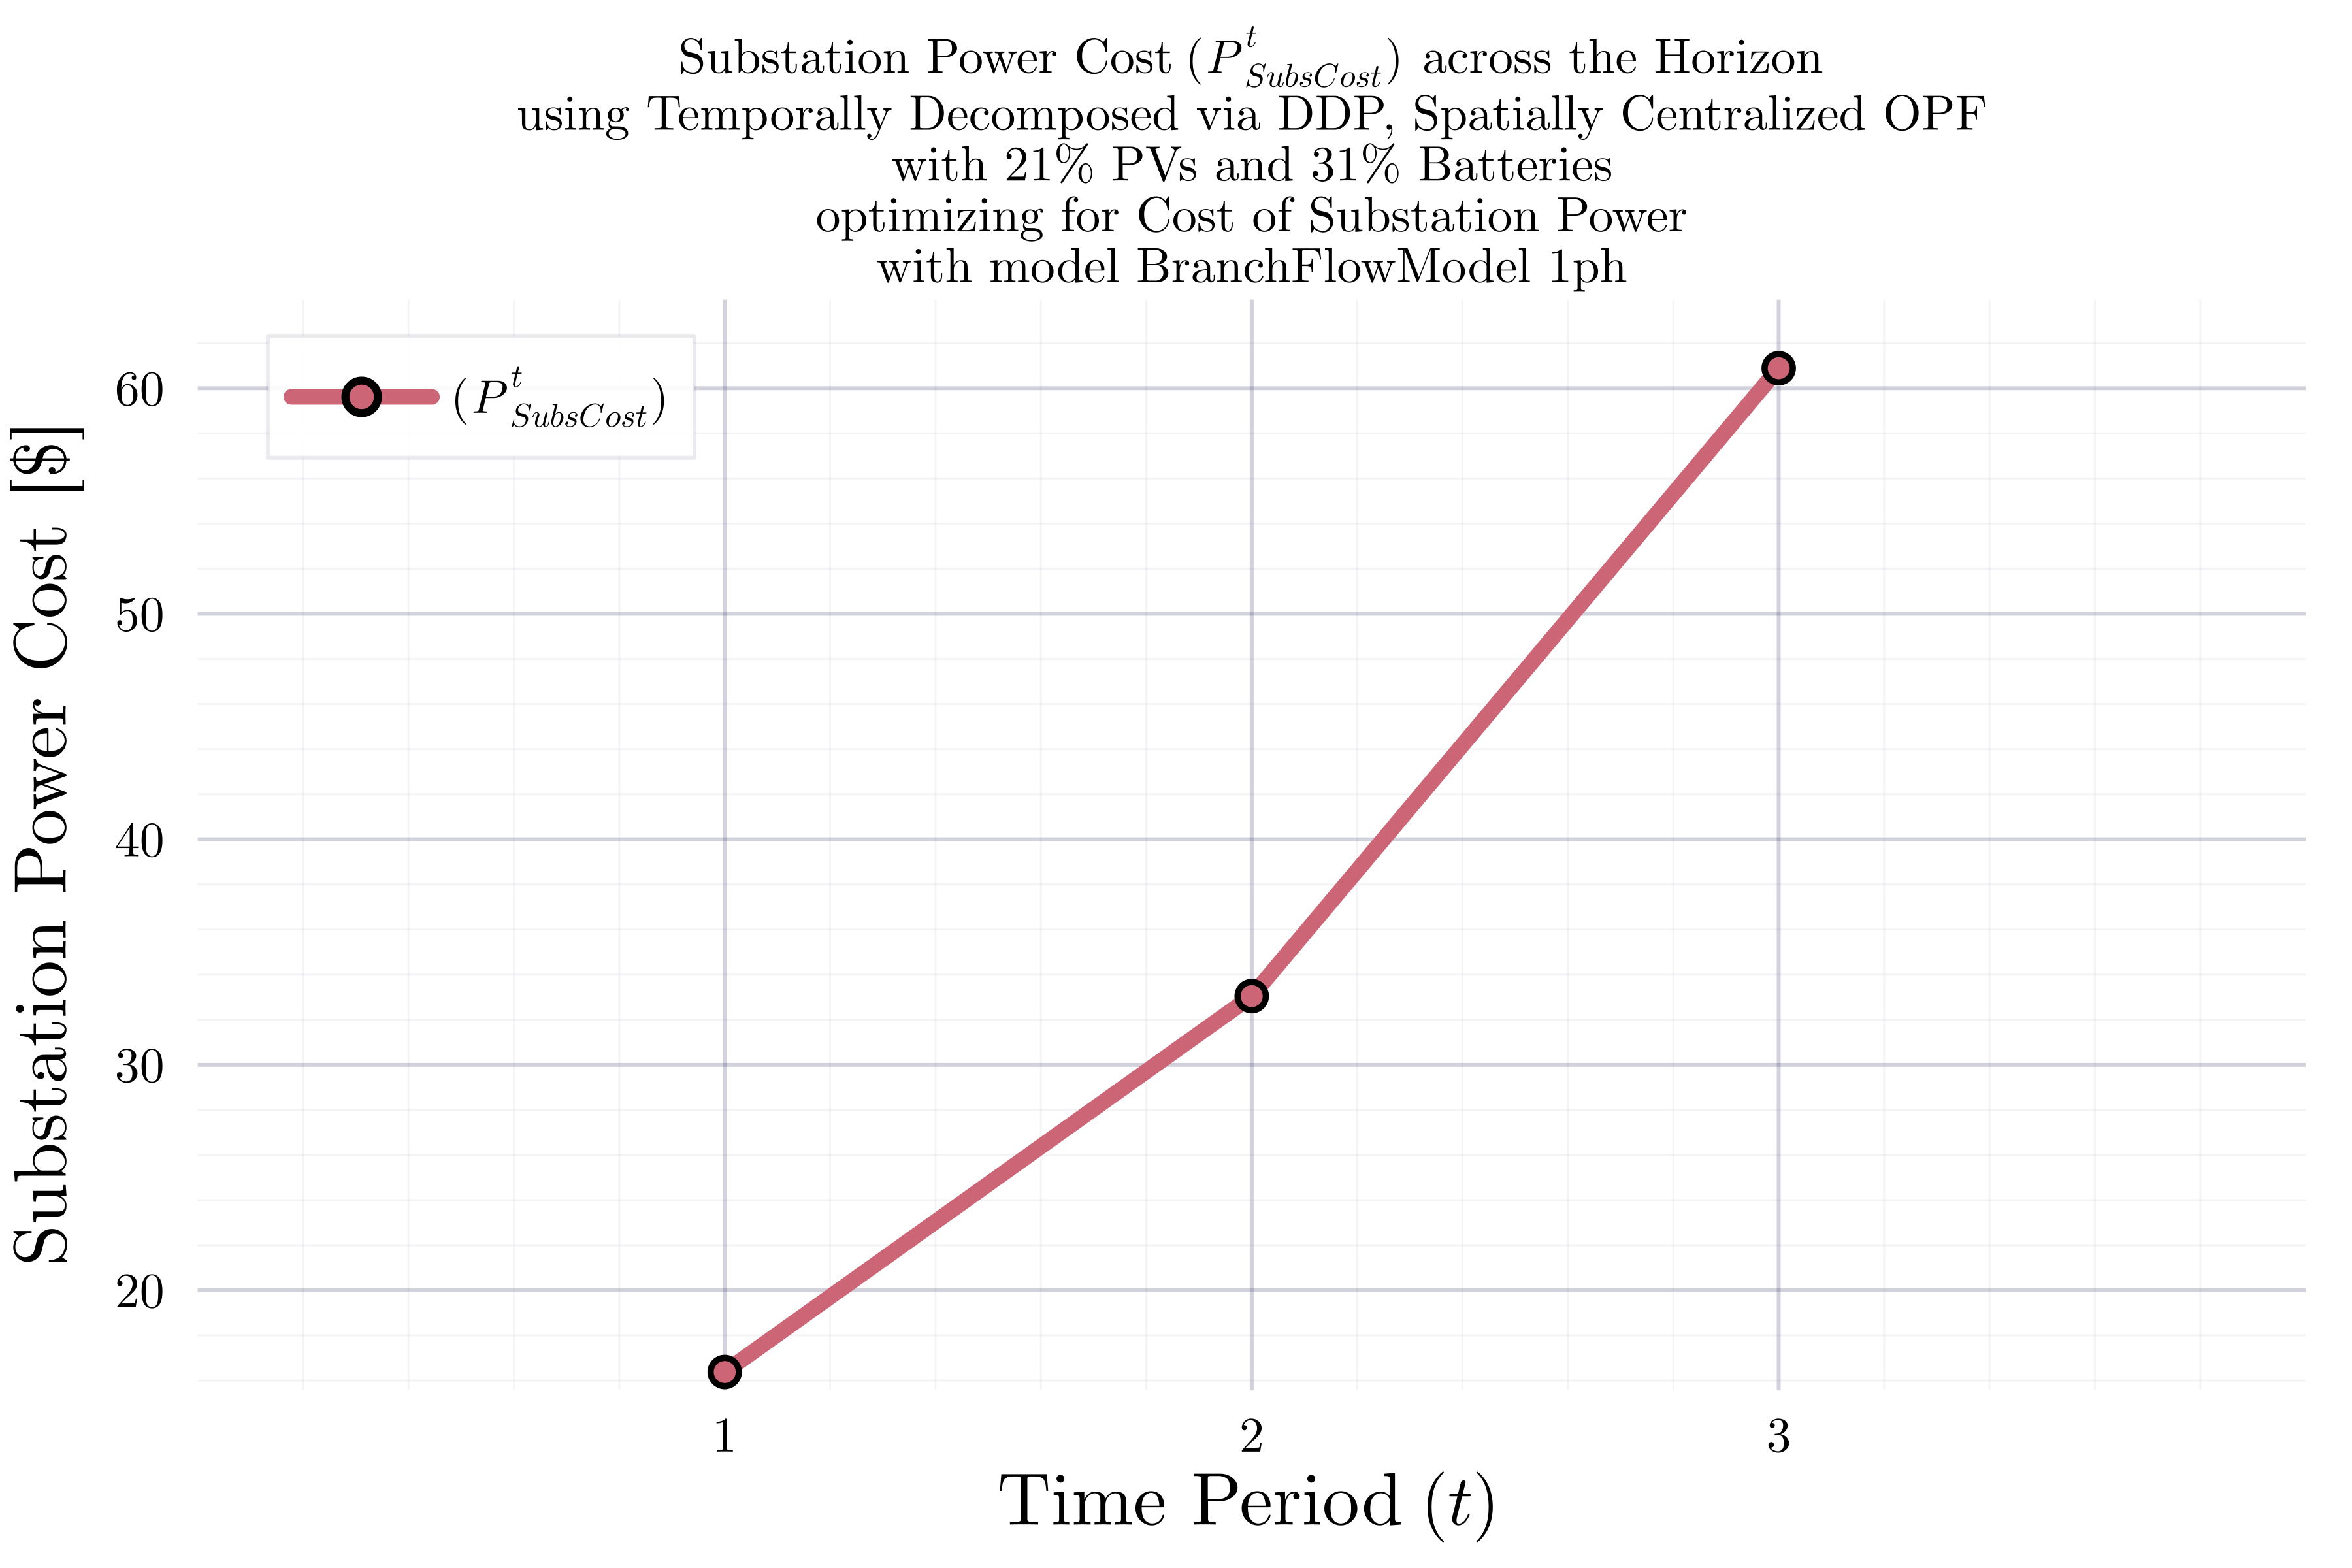 Substation Power Cost (P^t_SubsCost) across the Horizon
using Temporally Decomposed via DDP, Spatially Centralized OPF
with 21% PVs and 31% Batteries
optimizing for Cost of Substation Power
with model BranchFlowModel 1ph
(P^t_SubsCost)
Substation Power Cost [$]
60
50
40
30
20
1 2 3
Time Period (t)